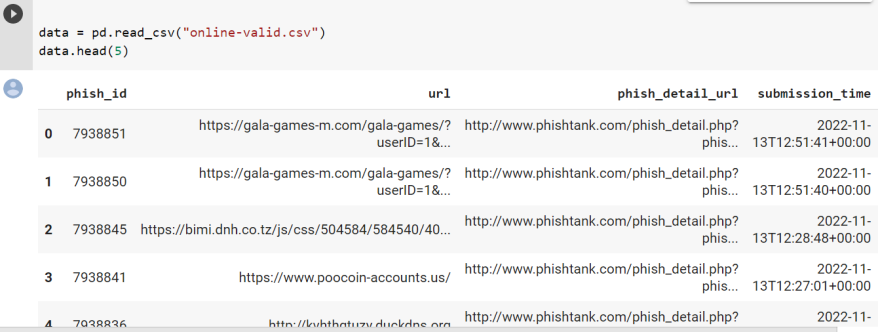 data = pd.read_csv("online-valid.csv")
data.head(5)
phish_id url phish_detail_url submission_time
0 7938851 https://gala-games-m.com/gala-games/?userID=1&... http://www.phishtank.com/phish_detail.php?phis... 2022-11-13T12:51:41+00:00
1 7938850 https://gala-games-m.com/gala-games/?userID=1&... http://www.phishtank.com/phish_detail.php?phis... 2022-11-13T12:51:40+00:00
2 7938845 https://bimi.dnh.co.tz/js/css/504584/584540/40... http://www.phishtank.com/phish_detail.php?phis... 2022-11-13T12:28:48+00:00
3 7938841 https://www.poocoin-accounts.us/ http://www.phishtank.com/phish_detail.php?phis... 2022-11-13T12:27:01+00:00
4 7938836 http://www.phishtank.com/phish_detail.php? 2022-11-